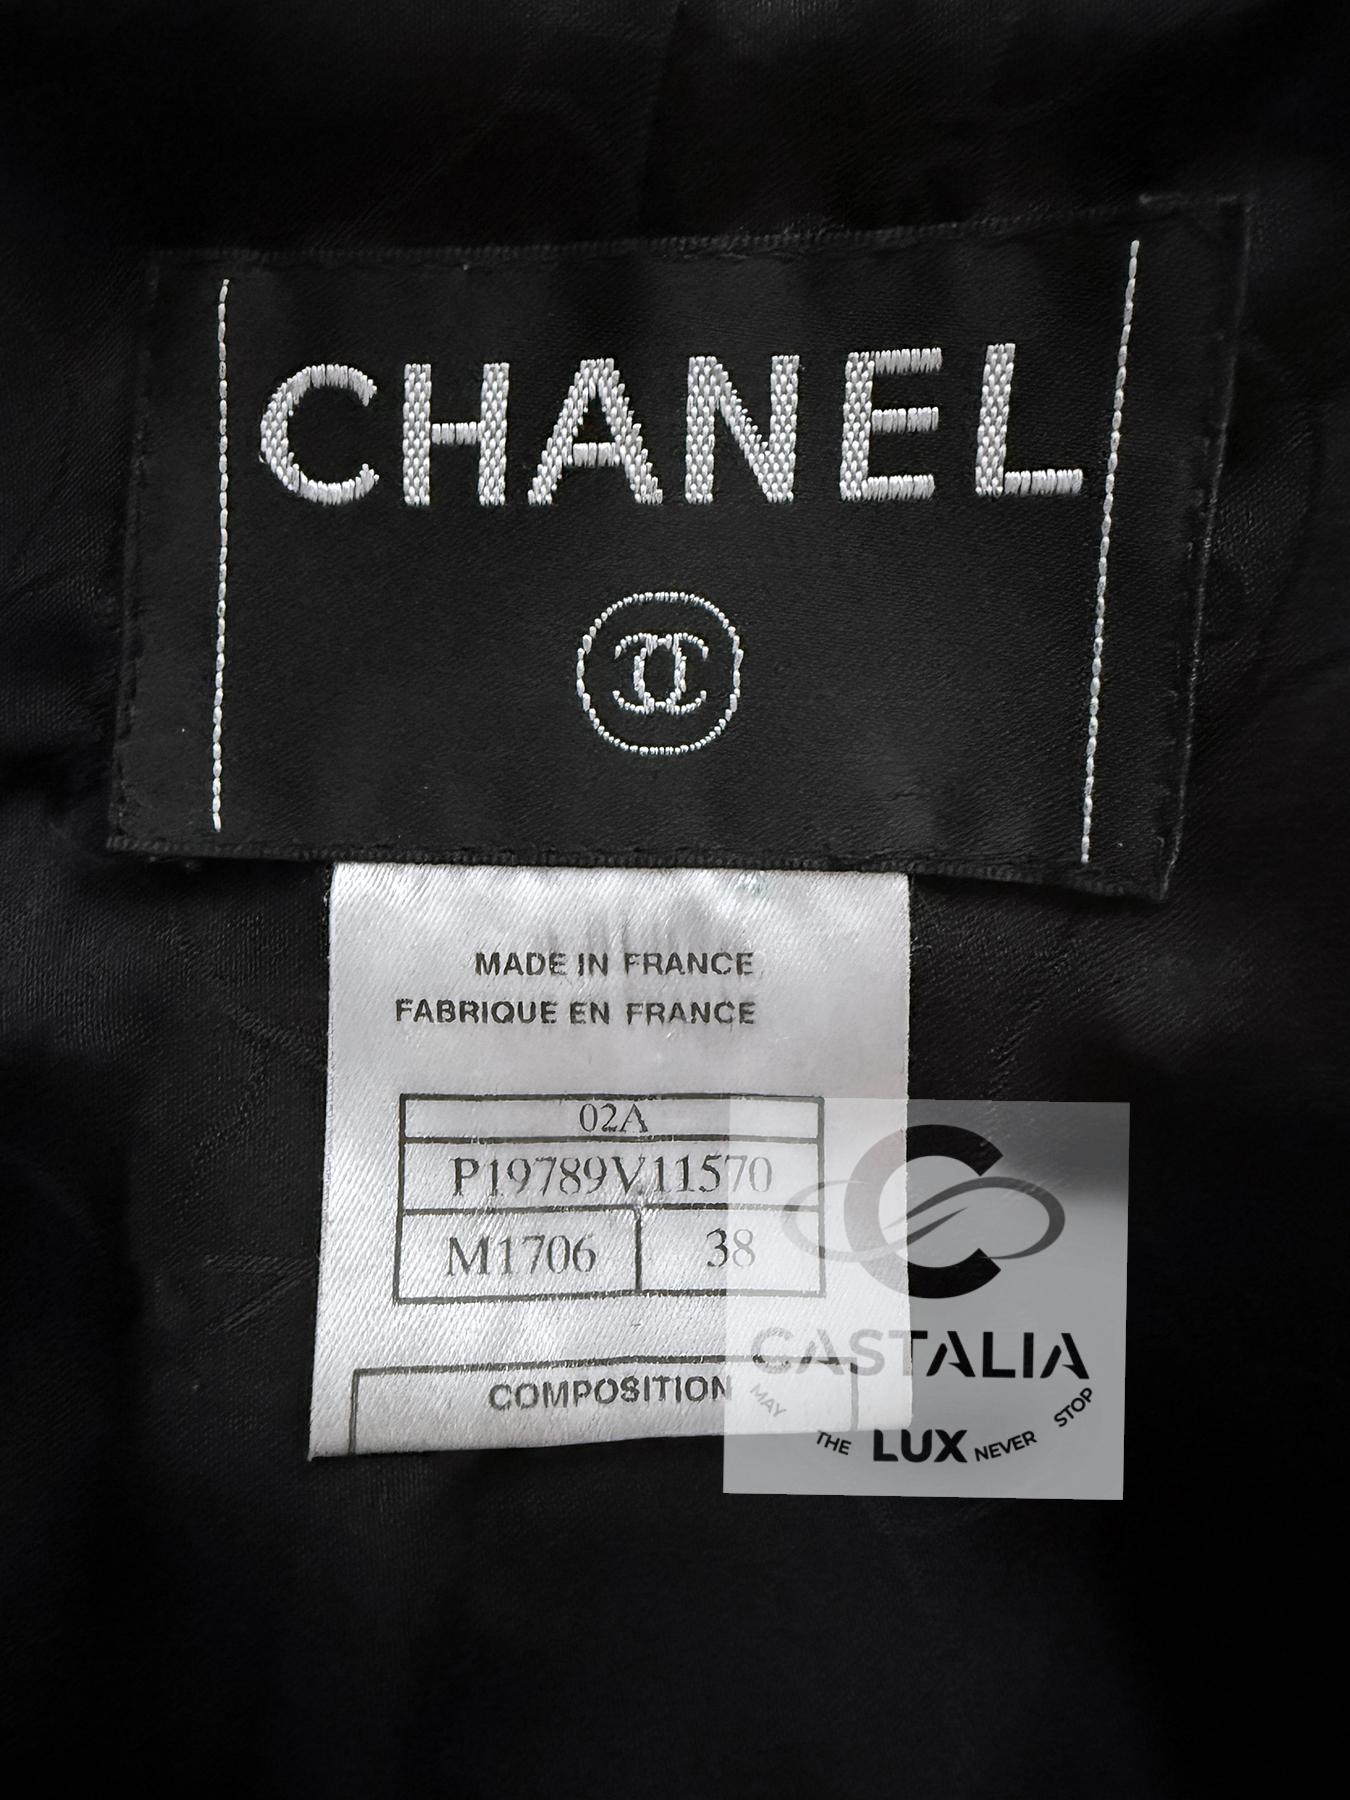 CHANEL
MADE IN FRANCE
FABRIQUE EN FRANCE
02A
P19789V11570
M1706 38
COMPOSITION
CASTALIA
MAY THE LUX NEVER STOP